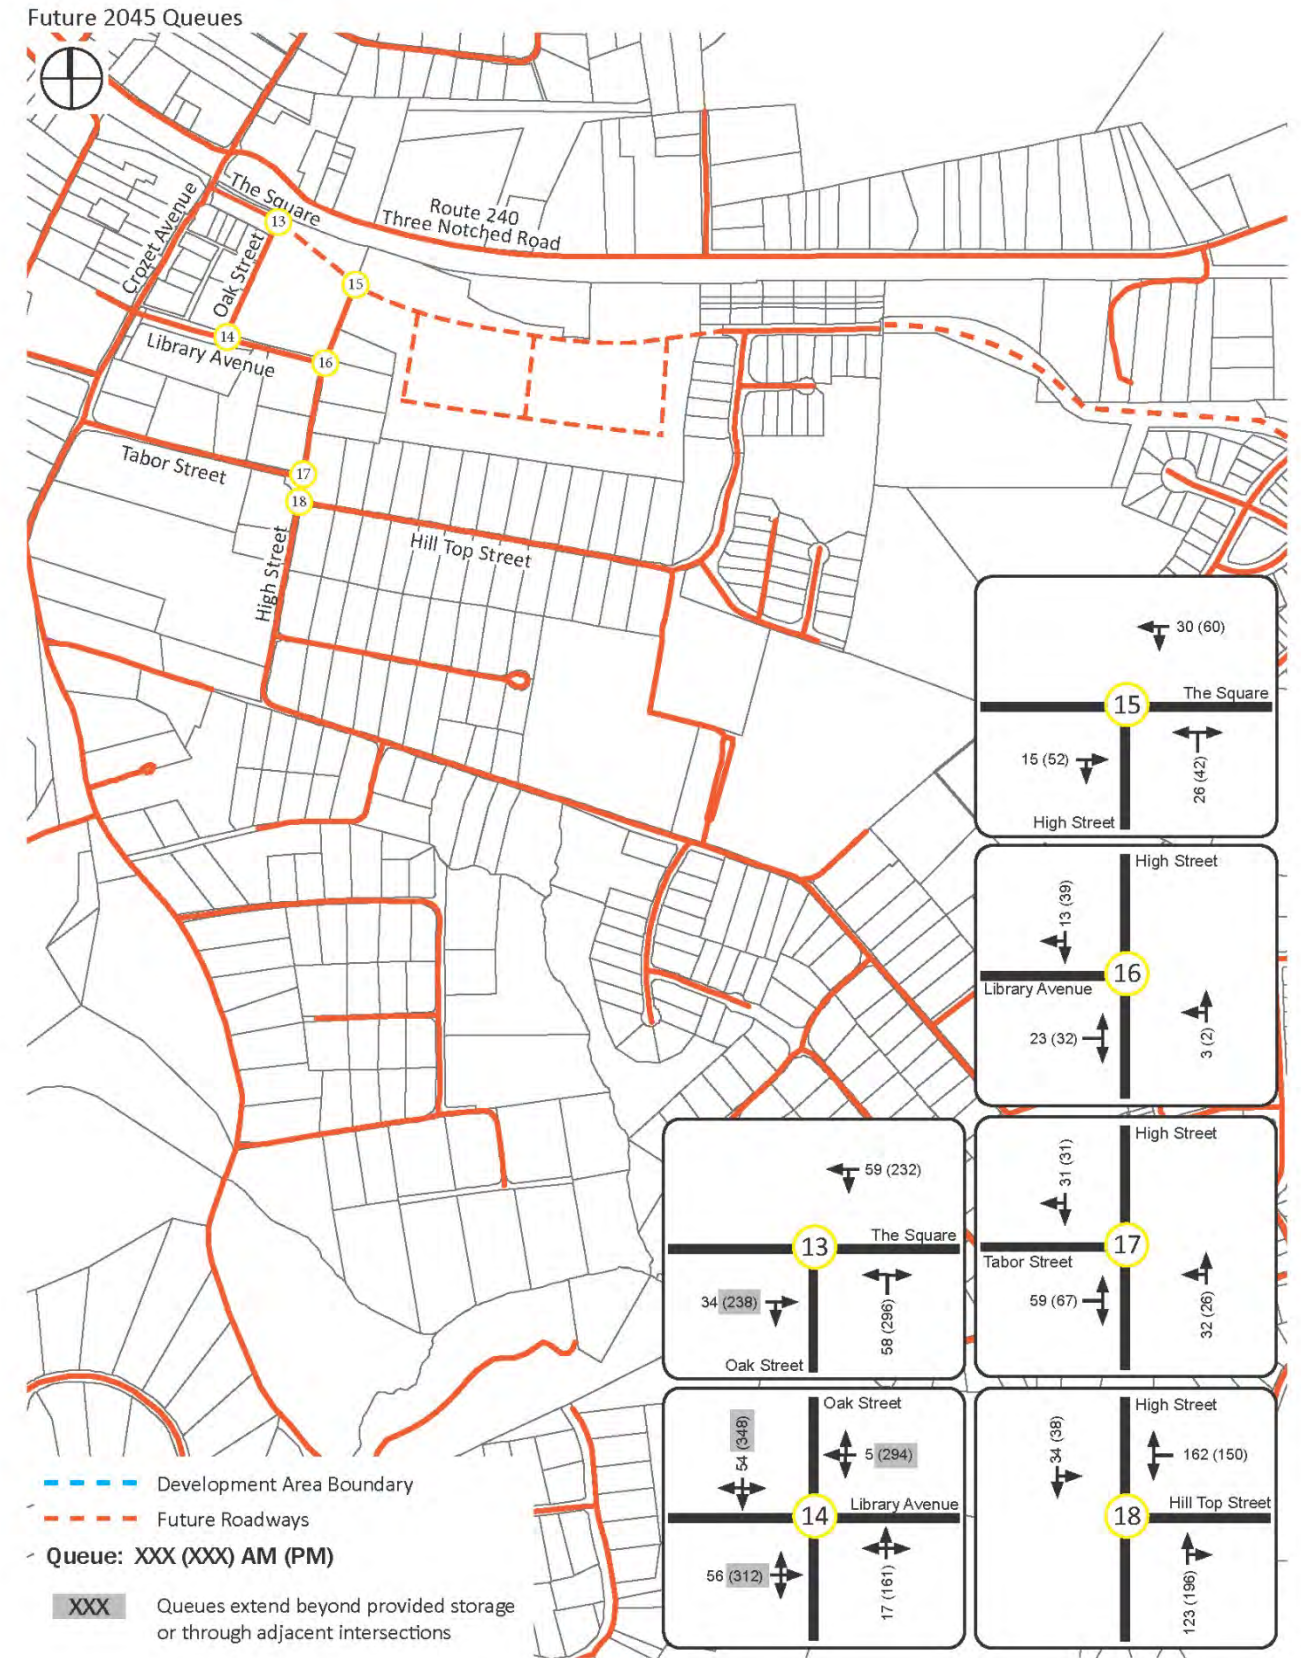 Future 2045 Queues
The Square
13
Route 240
Three Notched Road
Crozet Avenue
Oak Street
15
14
Library Avenue
16
Tabor Street
17
18
Hill Top Street
High Street
30 (60)
The Square
15
15 (52)
26 (42)
High Street
High Street
13 (39)
16
Library Avenue
23 (32)
3 (2)
59 (232)
The Square
13
34 (238)
58 (296)
Oak Street
High Street
31 (31)
17
Tabor Street
59 (67)
32 (26)
Oak Street
54 (348)
5 (294)
Library Avenue
14
56 (312)
17 (161)
High Street
34 (38)
162 (150)
Hill Top Street
18
123 (196)
Development Area Boundary
Future Roadways
Queue: XXX (XXX) AM (PM)
XXX Queues extend beyond provided storage
or through adjacent intersections